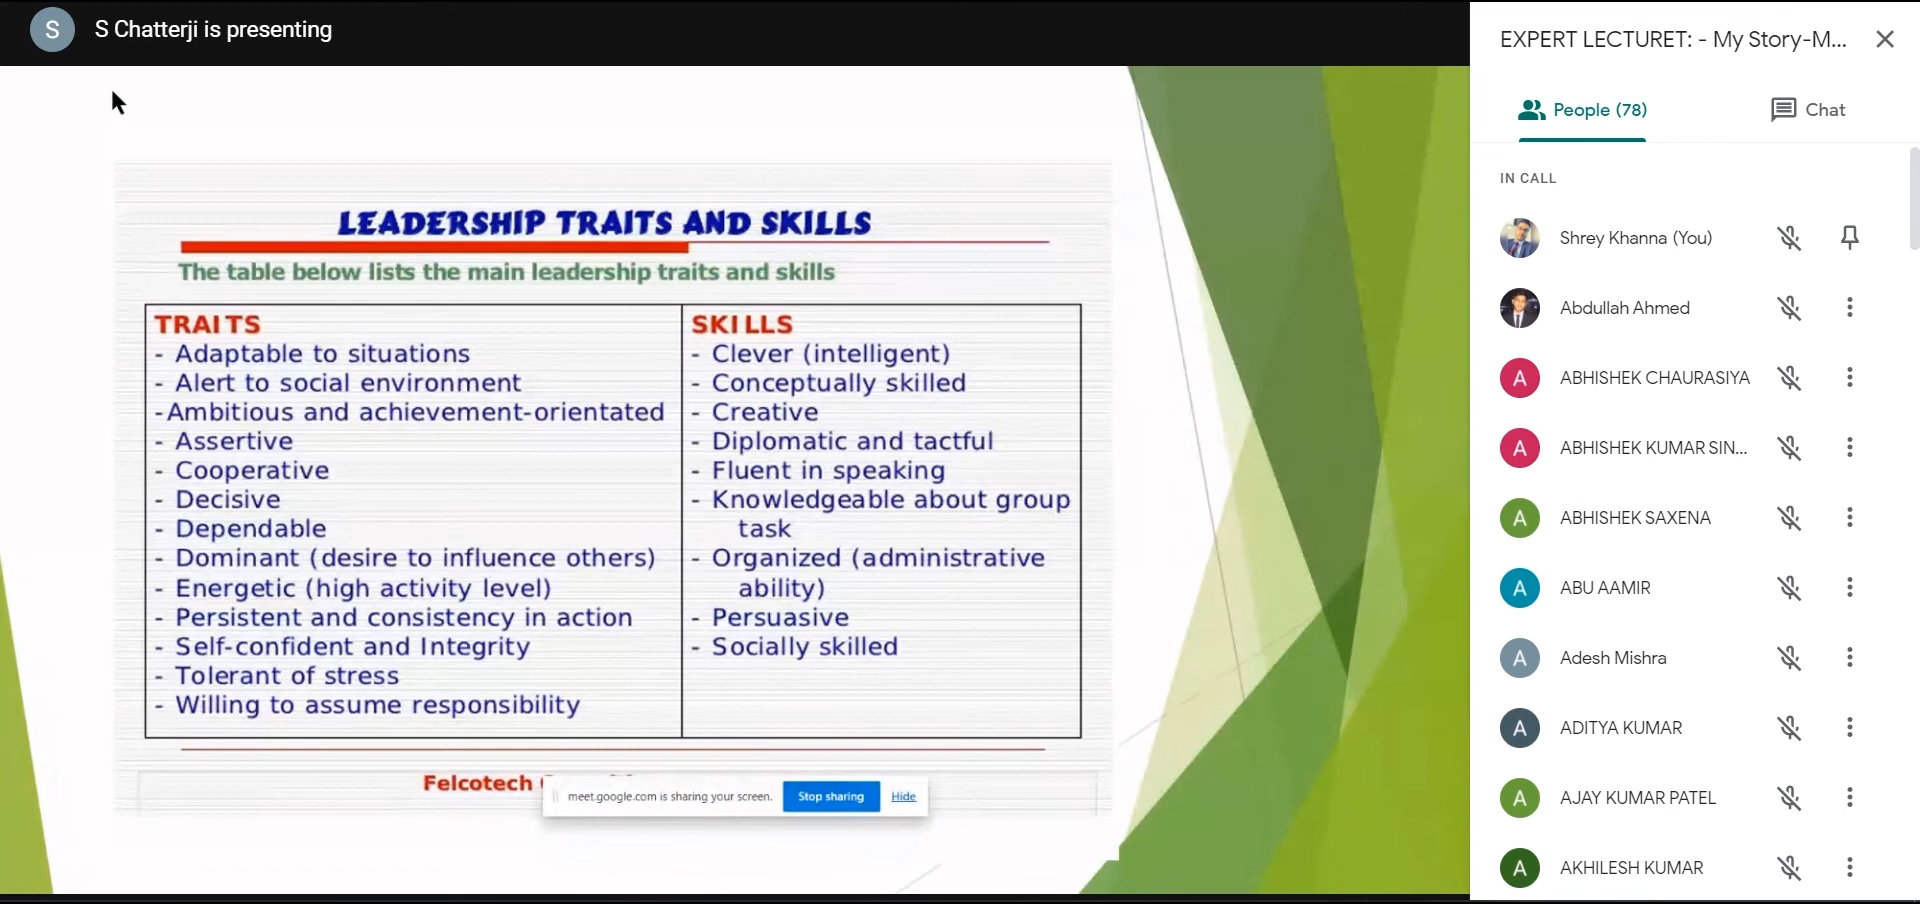 S
S Chatterji is presenting
LEADERSHIP TRAITS AND SKILLS
The table below lists the main leadership traits and skills
TRAITS
- Adaptable to situations
- Alert to social environment
-Ambitious and achievement-orientated
- Assertive
- Cooperative
- Decisive
- Dependable
- Dominant (desire to influence others)
- Energetic (high activity level)
- Persistent and consistency in action
- Self-confident and Integrity
- Tolerant of stress
- Willing to assume responsibility
SKILLS
- Clever (intelligent)
- Conceptually skilled
- Creative
- Diplomatic and tactful
- Fluent in speaking
- Knowledgeable about group
task
- Organized (administrative
ability)
- Persuasive
- Socially skilled
Felcotech
meet.google.com is sharing your screen.
Stop sharing
Hide
EXPERT LECTURET: - My Story-M...
People (78)
Chat
IN CALL
Shrey Khanna (You)
Abdullah Ahmed
A ABHISHEK CHAURASIYA
A ABHISHEK KUMAR SIN...
A ABHISHEK SAXENA
A ABU AAMIR
A Adesh Mishra
A ADITYA KUMAR
A AJAY KUMAR PATEL
A AKHILESH KUMAR